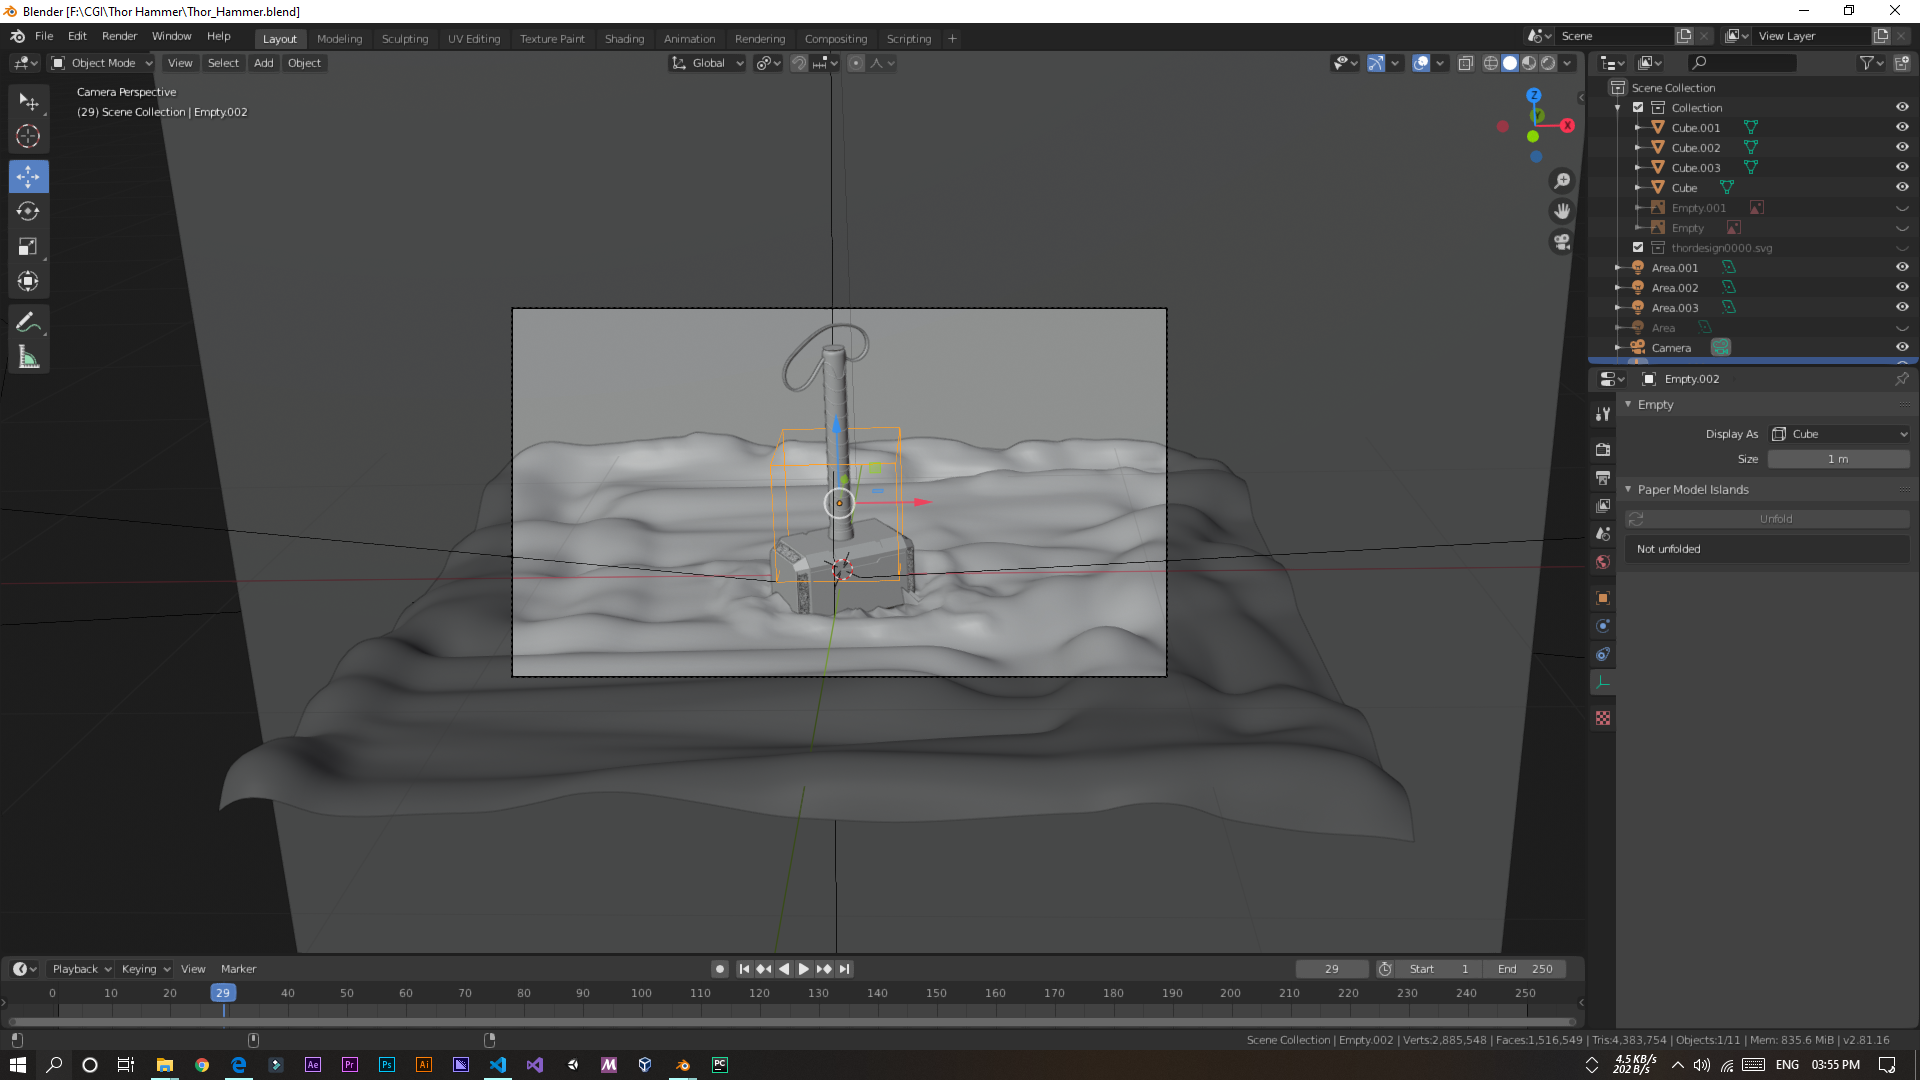 Blender [F:\CGI\Thor Hammer\Thor_Hammer.blend]
File Edit Render Window Help Layout Modeling Sculpting UV Editing Texture Paint Shading Animation Rendering Compositing Scripting + Scene View Layer
Object Mode View Select Add Object Global
Camera Perspective
(29) Scene Collection | Empty.002
Z
Y
X
Scene Collection
Collection
Cube.001
Cube.002
Cube.003
Cube
Empty.001
Empty
thordesign0000.svg
Area.001
Area.002
Area.003
Area
Camera
Empty.002
Empty
Display As Cube
Size 1 m
Paper Model Islands
Unfold
Not unfolded
Playback Keying View Marker 29 Start 1 End 250
0 10 20 29 40 50 60 70 80 90 100 110 120 130 140 150 160 170 180 190 200 210 220 230 240 250
Scene Collection | Empty.002 | Verts:2,885,548 | Faces:1,516,549 | Tris:4,383,754 | Objects:1/11 | Mem: 835.6 MiB | v2.81.16
Ae Pr Ps Ai M PC
4.5 KB/s
202 B/s
ENG 03:55 PM